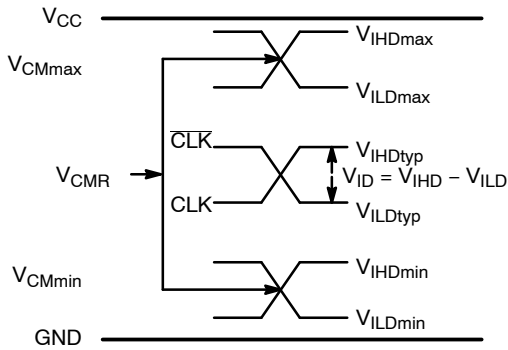 VCC
VIHDmax
VCMmax
VILDmax
CLK
VIHDtyp
VCMR
VID = VIHD − VILD
CLK
VILDtyp
VIHDmin
VCMmin
VILDmin
GND